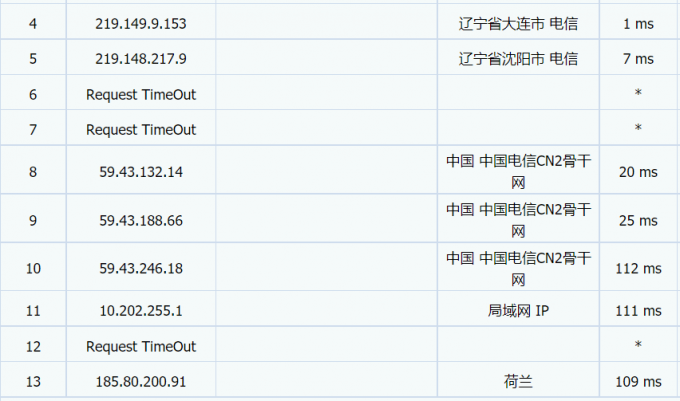 4 219.149.9.153 辽宁省大连市 电信 1 ms
5 219.148.217.9 辽宁省沈阳市 电信 7 ms
6 Request TimeOut *
7 Request TimeOut *
8 59.43.132.14 中国 中国电信CN2骨干 20 ms
网
9 59.43.188.66 中国 中国电信CN2骨干 25 ms
网
10 59.43.246.18 中国 中国电信CN2骨干 112 ms
网
11 10.202.255.1 局域网 IP 111 ms
12 Request TimeOut *
13 185.80.200.91 荷兰 109 ms